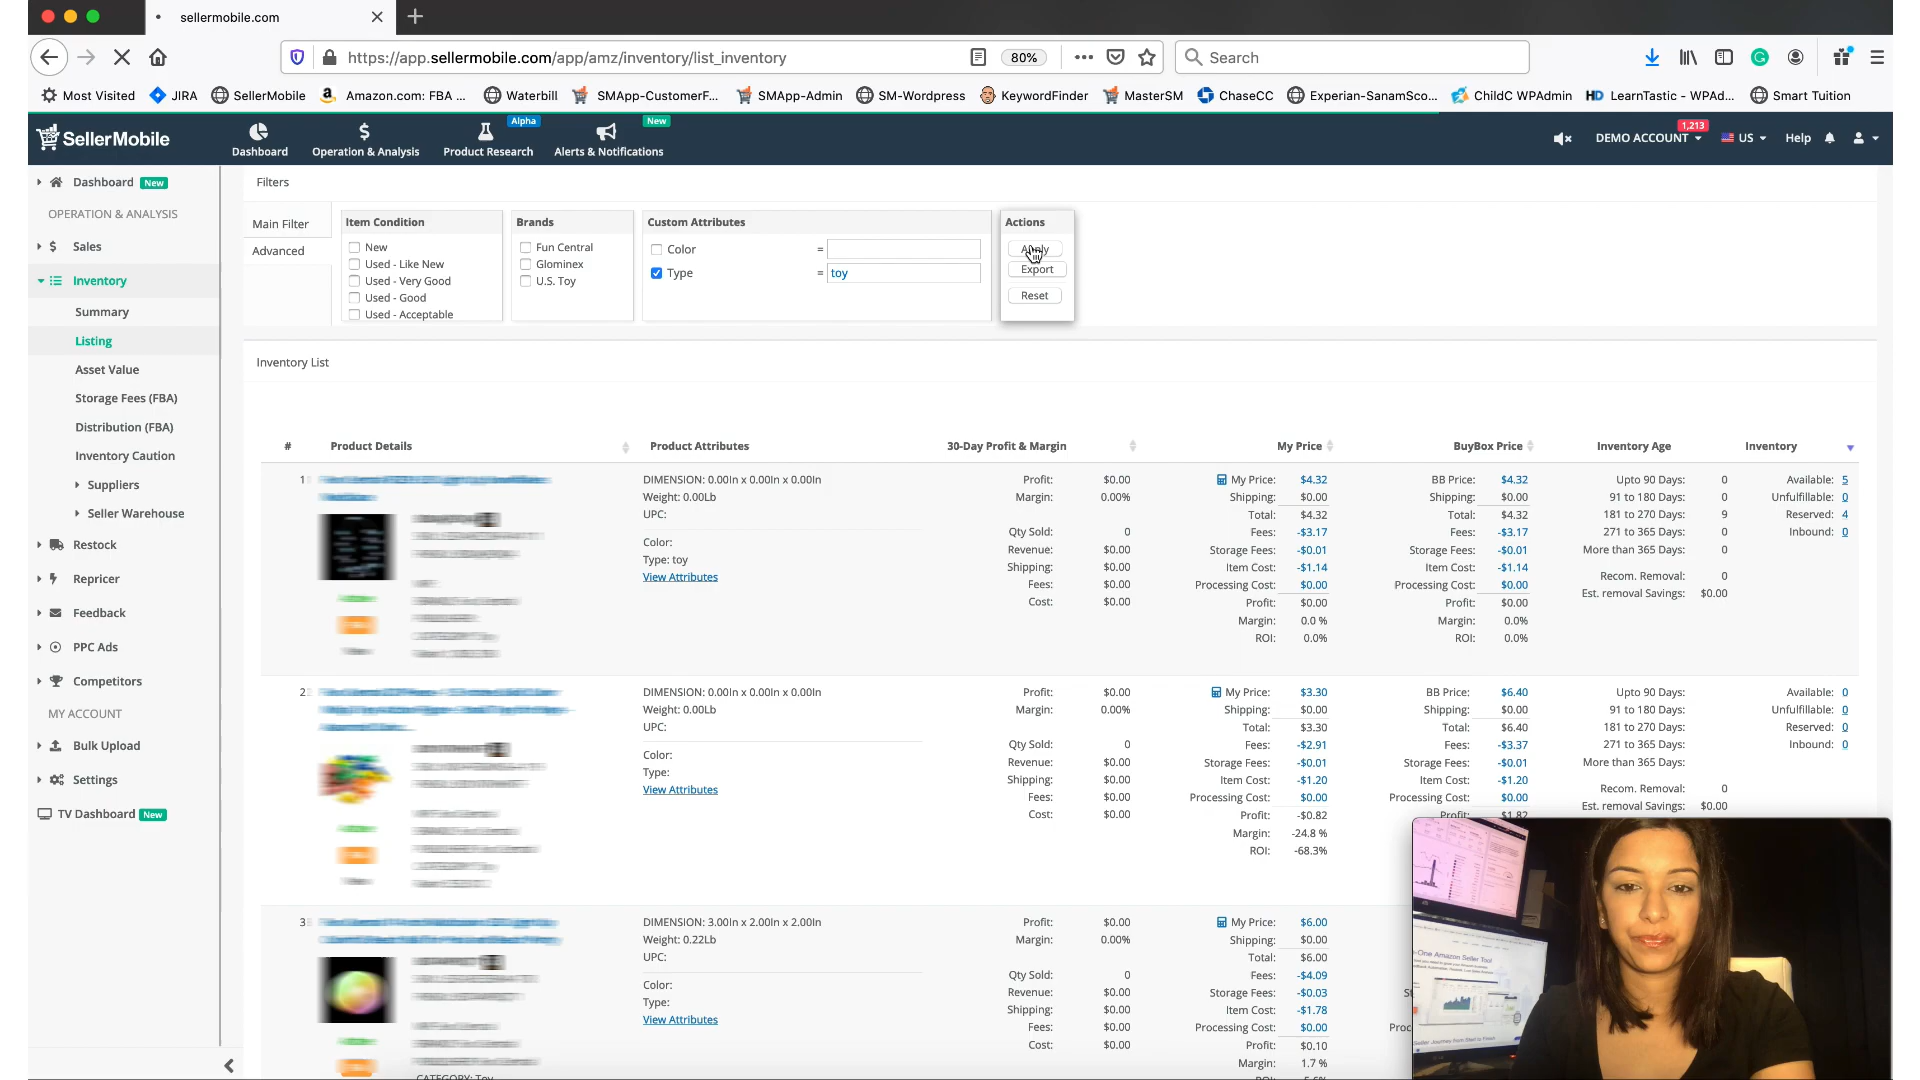 sellermobile.com
https://app.sellermobile.com/app/amz/inventory/list_inventory
80%
Search
Most Visited JIRA SellerMobile Amazon.com: FBA ... Waterbill SMApp-CustomerF... SMApp-Admin SM-Wordpress KeywordFinder MasterSM ChaseCC Experian-SanamSco... ChildC WPAdmin LearnTastic - WPAd... Smart Tuition
SellerMobile
Dashboard
Operation & Analysis
Alpha
Product Research
New
Alerts & Notifications
1,213
DEMO ACCOUNT US Help
Dashboard New
OPERATION & ANALYSIS
Sales
Inventory
Summary
Listing
Asset Value
Storage Fees (FBA)
Distribution (FBA)
Inventory Caution
Suppliers
Seller Warehouse
Restock
Repricer
Feedback
PPC Ads
Competitors
MY ACCOUNT
Bulk Upload
Settings
TV Dashboard New
Filters
Main Filter
Advanced
Item Condition
New
Used - Like New
Used - Very Good
Used - Good
Used - Acceptable
Brands
Fun Central
Glominex
U.S. Toy
Custom Attributes
Color =
Type = toy
Actions
Apply
Export
Reset
Inventory List
# Product Details Product Attributes 30-Day Profit & Margin My Price BuyBox Price Inventory Age Inventory
1
DIMENSION: 0.00In x 0.00In x 0.00In
Weight: 0.00Lb
UPC:
Color:
Type: toy
View Attributes
Profit: $0.00
Margin: 0.00%
Qty Sold: 0
Revenue: $0.00
Shipping: $0.00
Fees: $0.00
Cost: $0.00
My Price: $4.32
Shipping: $0.00
Total: $4.32
Fees: -$3.17
Storage Fees: -$0.01
Item Cost: -$1.14
Processing Cost: $0.00
Profit: $0.00
Margin: 0.0 %
ROI: 0.0%
BB Price: $4.32
Shipping: $0.00
Total: $4.32
Fees: -$3.17
Storage Fees: -$0.01
Item Cost: -$1.14
Processing Cost: $0.00
Profit: $0.00
Margin: 0.0%
ROI: 0.0%
Upto 90 Days: 0
91 to 180 Days: 0
181 to 270 Days: 9
271 to 365 Days: 0
More than 365 Days: 0
Recom. Removal: 0
Est. removal Savings: $0.00
Available: 5
Unfulfillable: 0
Reserved: 4
Inbound: 0
2
DIMENSION: 0.00In x 0.00In x 0.00In
Weight: 0.00Lb
UPC:
Color:
Type:
View Attributes
Profit: $0.00
Margin: 0.00%
Qty Sold: 0
Revenue: $0.00
Shipping: $0.00
Fees: $0.00
Cost: $0.00
My Price: $3.30
Shipping: $0.00
Total: $3.30
Fees: -$2.91
Storage Fees: -$0.01
Item Cost: -$1.20
Processing Cost: $0.00
Profit: -$0.82
Margin: -24.8 %
ROI: -68.3%
BB Price: $6.40
Shipping: $0.00
Total: $6.40
Fees: -$3.37
Storage Fees: -$0.01
Item Cost: -$1.20
Processing Cost: $0.00
Profit: $1.82
Upto 90 Days:
91 to 180 Days:
181 to 270 Days:
271 to 365 Days:
More than 365 Days:
Recom. Removal: 0
Est. removal Savings: $0.00
Available: 0
Unfulfillable: 0
Reserved: 0
Inbound: 0
3
DIMENSION: 3.00In x 2.00In x 2.00In
Weight: 0.22Lb
UPC:
Color:
Type:
View Attributes
CATEGORY: Toy
Profit: $0.00
Margin: 0.00%
Qty Sold: 0
Revenue: $0.00
Shipping: $0.00
Fees: $0.00
Cost: $0.00
My Price: $6.00
Shipping: $0.00
Total: $6.00
Fees: -$4.09
Storage Fees: -$0.03
Item Cost: -$1.78
Processing Cost: $0.00
Profit: $0.10
Margin: 1.7 %
St
Proc
-One Amazon Seller Tool
Seller Journey from Start to Finish